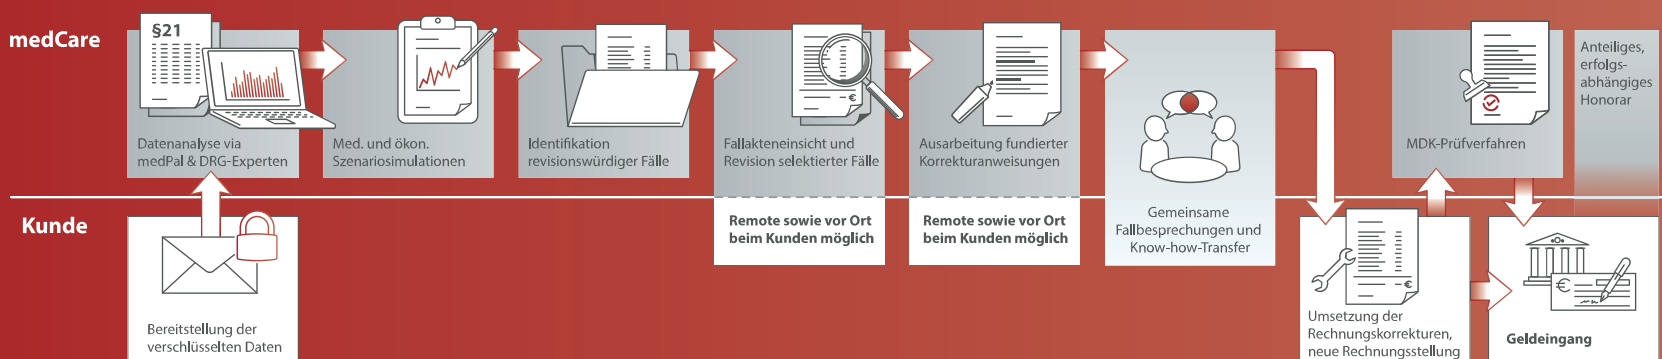 medCare
§21
Datenanalyse via
medPal & DRG-Experten
Med. und ökon.
Szenariosimulationen
Identifikation
revisionswürdiger Fälle
Fallakteneinsicht und
Revision selektierter Fälle
Ausarbeitung fundierter
Korrekturanweisungen
MDK-Prüfverfahren
Anteiliges,
erfolgs-
abhängiges
Honorar
Kunde
Bereitstellung der
verschlüsselten Daten
Remote sowie vor Ort
beim Kunden möglich
Remote sowie vor Ort
beim Kunden möglich
Gemeinsame
Fallbesprechungen und
Know-how-Transfer
€
€
Umsetzung der
Rechnungskorrekturen,
neue Rechnungsstellung
€
Geldeingang